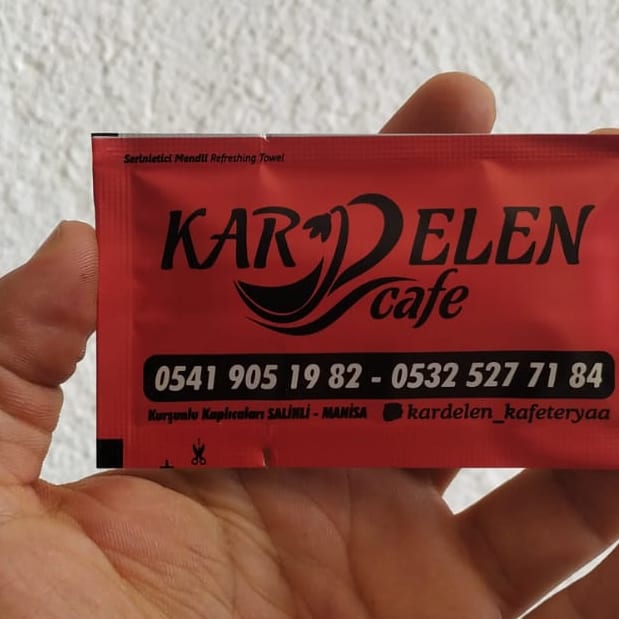 Serinletici Mendil Refreshing Towel
KARDELEN
cafe
0541 905 19 82 - 0532 527 71 84
Kurşunlu Kaplıcaları SALİHLİ - MANİSA kardelen_kafeteryaa